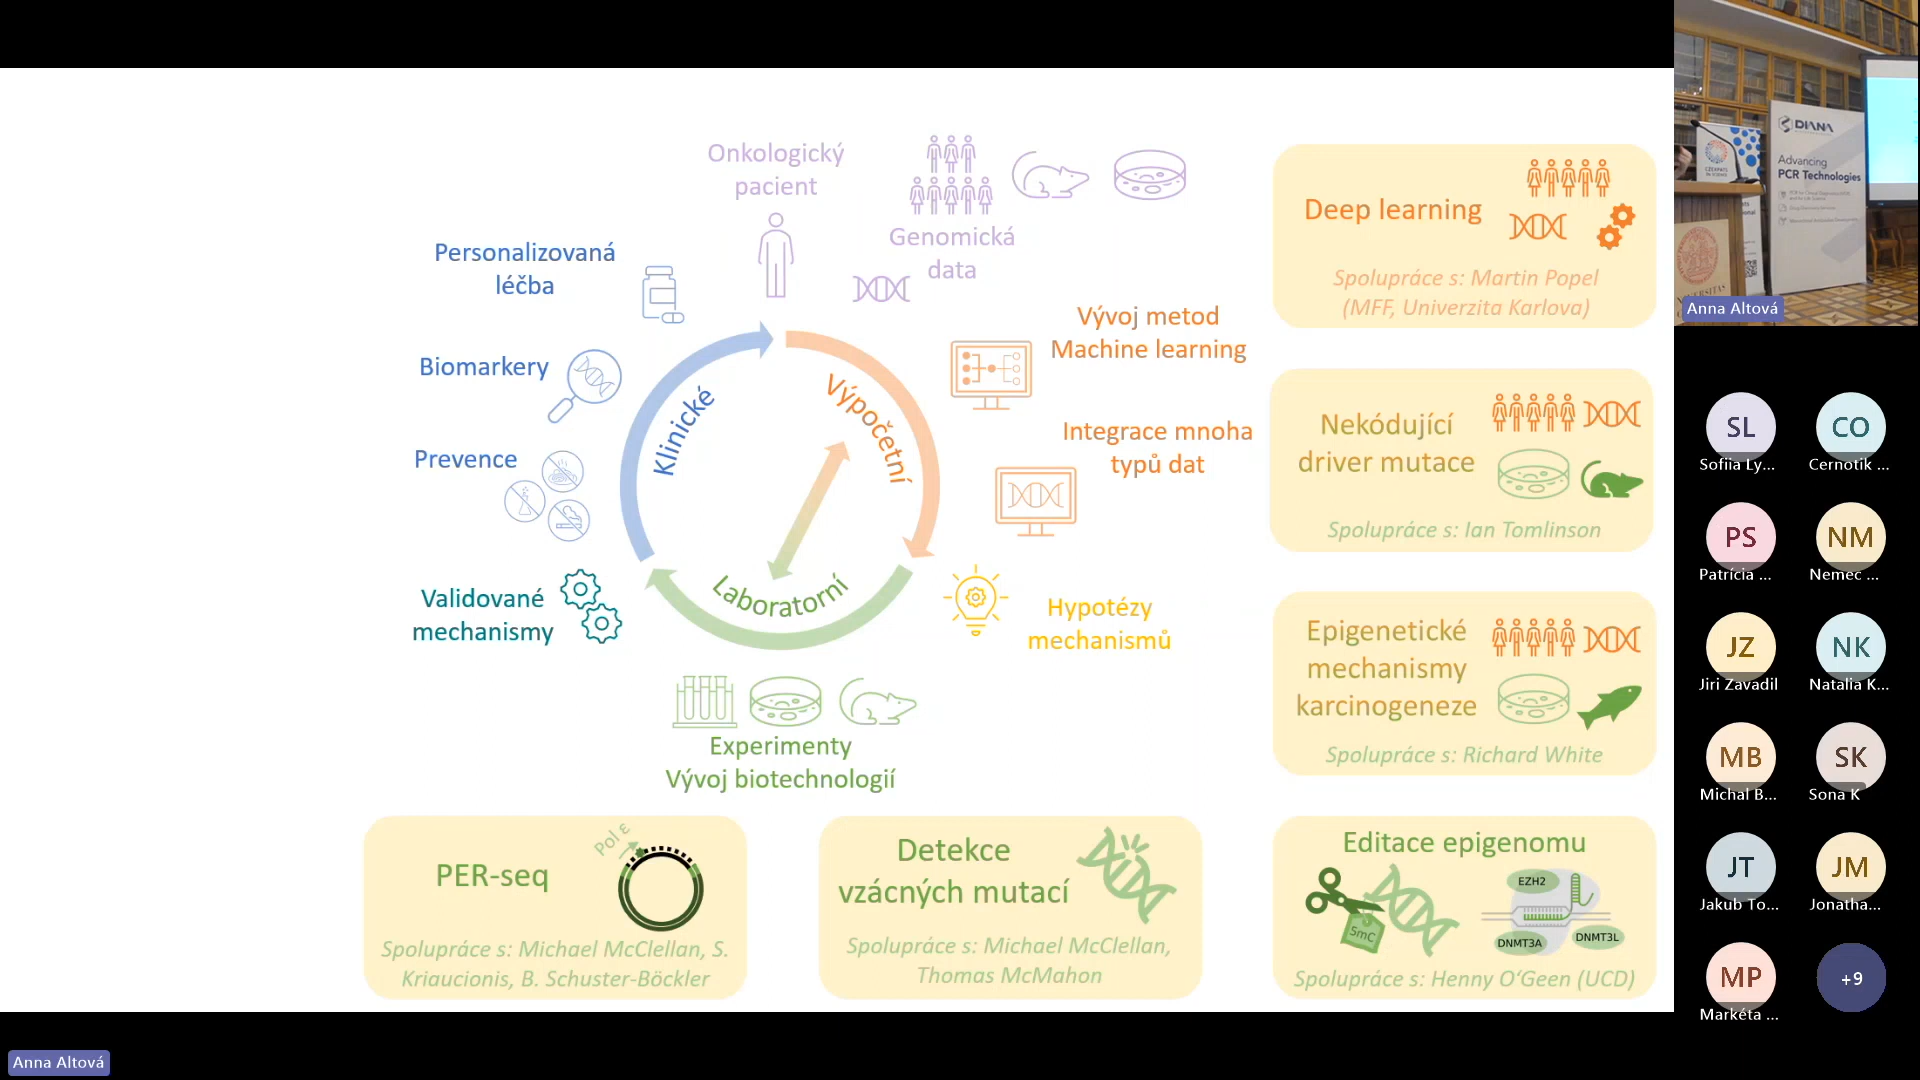 Onkologický
pacient
Genomická
data
Personalizovaná
léčba
Biomarkery
Prevence
Validované
mechanismy
Klinické
Výpočetní
Laboratorní
Vývoj metod
Machine learning
Integrace mnoha
typů dat
Hypotézy
mechanismů
Experimenty
Vývoj biotechnologií
Deep learning
Spolupráce s: Martin Popel
(MFF, Univerzita Karlova)
Nekódující
driver mutace
Spolupráce s: Ian Tomlinson
Epigenetické
mechanismy
karcinogeneze
Spolupráce s: Richard White
PER-seq
Pol ε
Spolupráce s: Michael McClellan, S.
Kriaucionis, B. Schuster-Böckler
Detekce
vzácných mutací
Spolupráce s: Michael McClellan,
Thomas McMahon
Editace epigenomu
5mC
EZH2
DNMT3A
DNMT3L
Spolupráce s: Henny O‘Geen (UCD)
DIANA
Advancing
PCR Technologies
Anna Altová
SL
Sofiia Ly...
CO
Cernotik ...
PS
Patrícia ...
NM
Nemec ...
JZ
Jiri Zavadil
NK
Natalia K...
MB
Michal B...
SK
Sona K
JT
Jakub To...
JM
Jonatha...
MP
Markéta ...
+9
Anna Altová